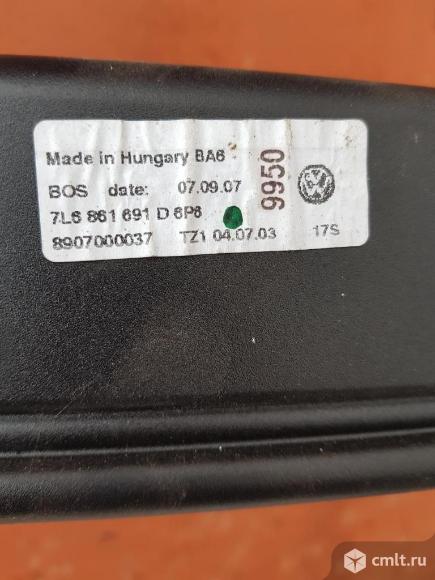 Made in Hungary BA6
BOS date: 07.09.07
7L6 861 691 D 6P6
8907000037 TZ1 04.07.03 17S
9950
cmlt.ru